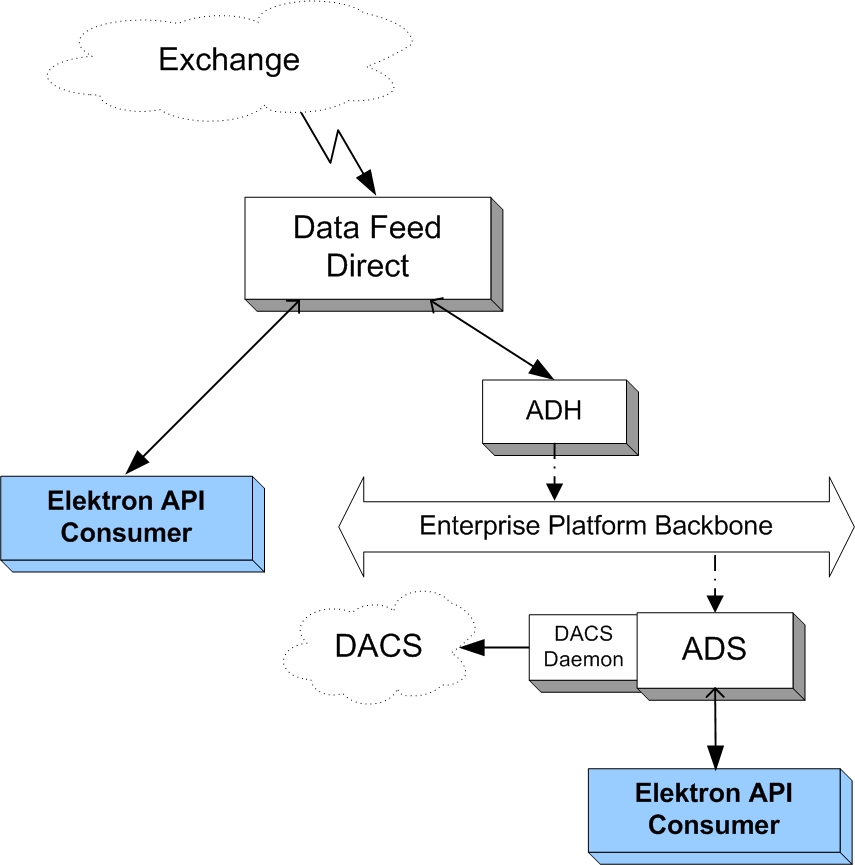 Exchange
Data Feed
Direct
ADH
Elektron API
Consumer
Enterprise Platform Backbone
DACS
DACS
Daemon
ADS
Elektron API
Consumer